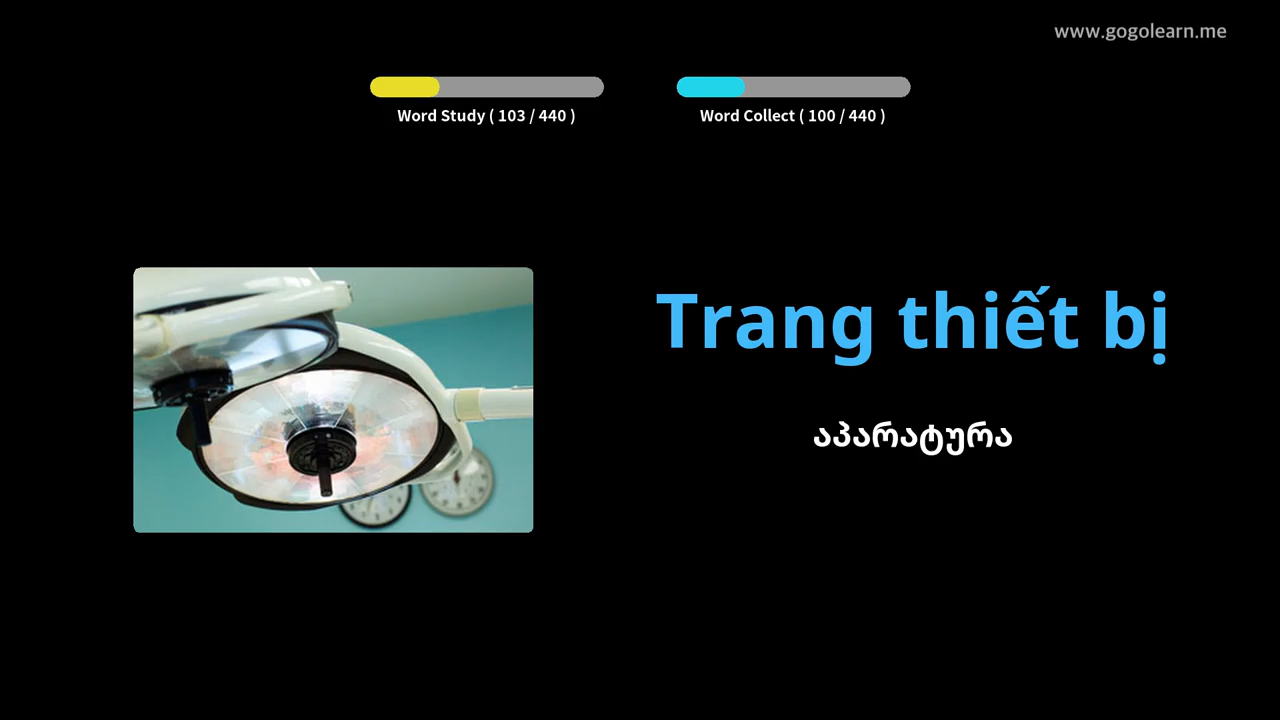 www.gogolearn.me
Word Study ( 103 / 440 )
Word Collect ( 100 / 440 )
Trang thiết bị
აპარატურა